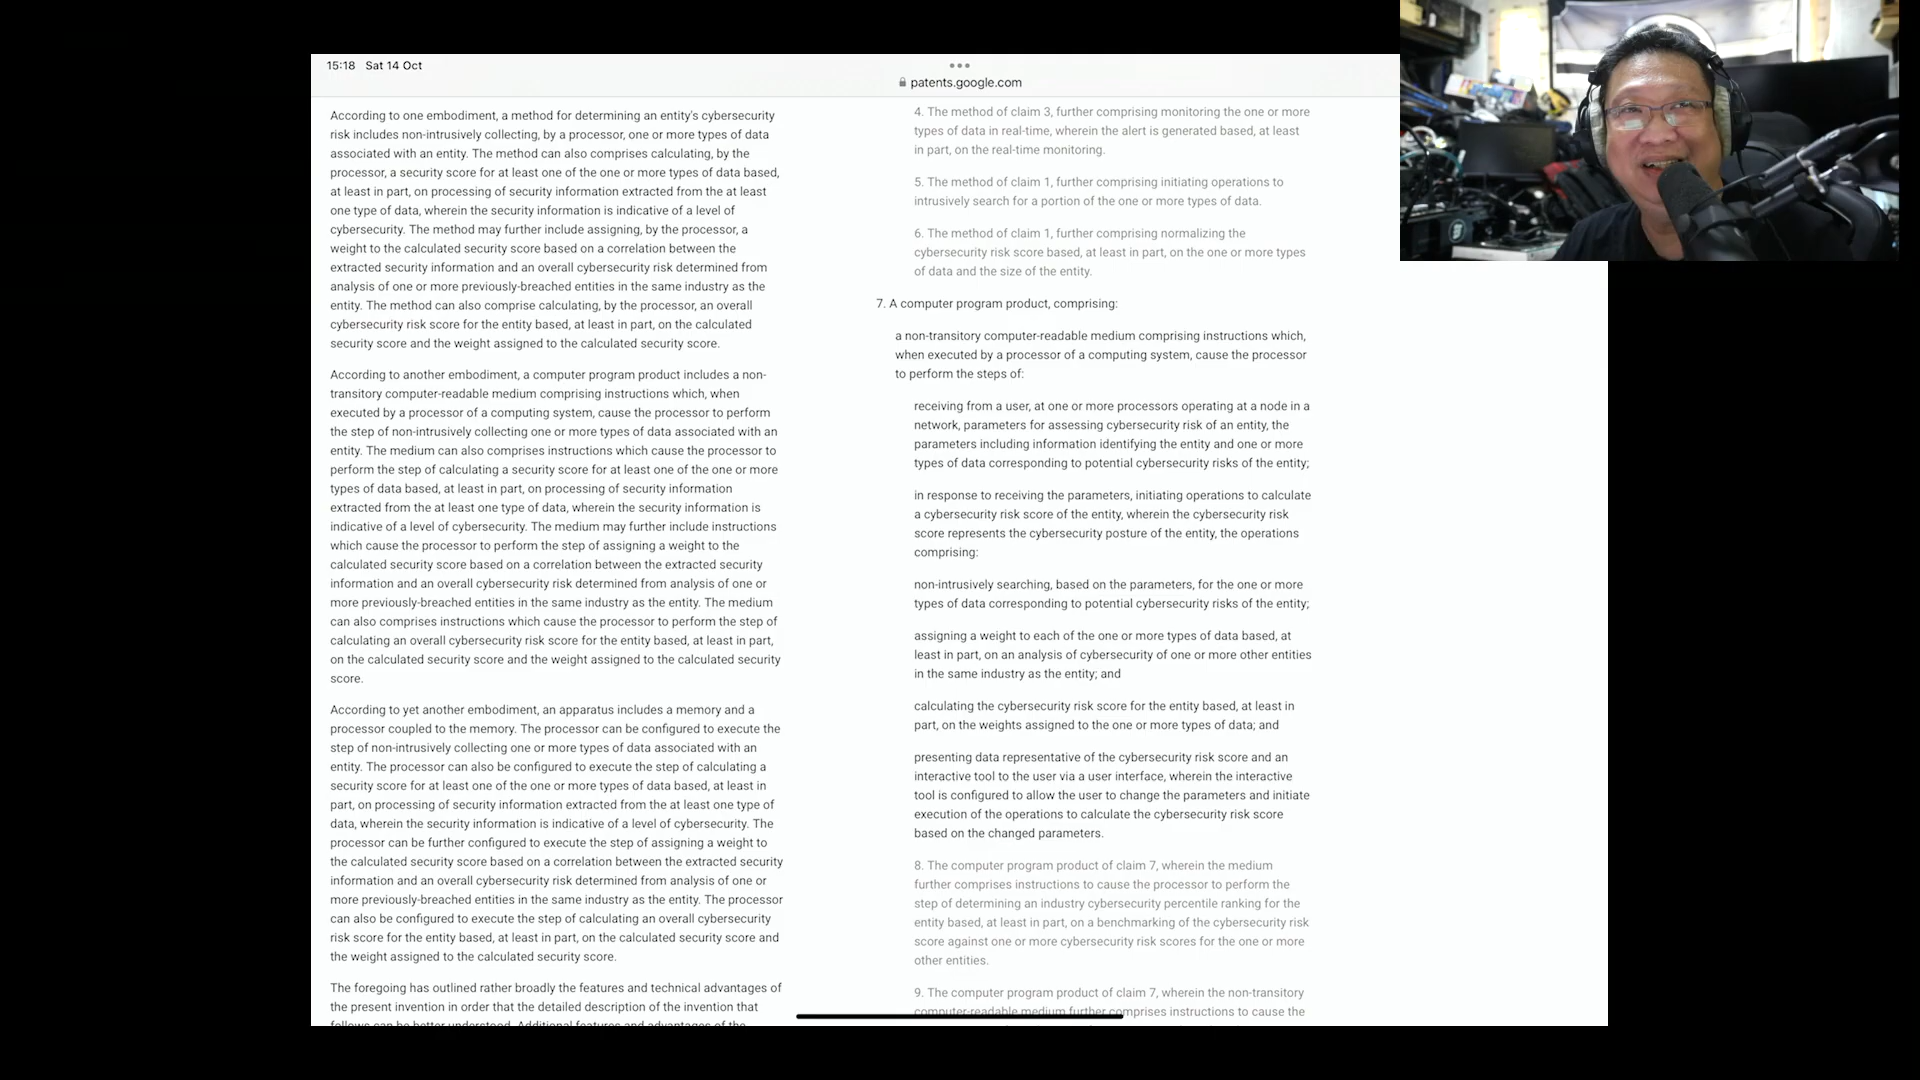 15:18 Sat 14 Oct
patents.google.com
According to one embodiment, a method for determining an entity's cybersecurity
risk includes non-intrusively collecting, by a processor, one or more types of data
associated with an entity. The method can also comprises calculating, by the
processor, a security score for at least one of the one or more types of data based,
at least in part, on processing of security information extracted from the at least
one type of data, wherein the security information is indicative of a level of
cybersecurity. The method may further include assigning, by the processor, a
weight to the calculated security score based on a correlation between the
extracted security information and an overall cybersecurity risk determined from
analysis of one or more previously-breached entities in the same industry as the
entity. The method can also comprise calculating, by the processor, an overall
cybersecurity risk score for the entity based, at least in part, on the calculated
security score and the weight assigned to the calculated security score.
According to another embodiment, a computer program product includes a non-
transitory computer-readable medium comprising instructions which, when
executed by a processor of a computing system, cause the processor to perform
the step of non-intrusively collecting one or more types of data associated with an
entity. The medium can also comprises instructions which cause the processor to
perform the step of calculating a security score for at least one of the one or more
types of data based, at least in part, on processing of security information
extracted from the at least one type of data, wherein the security information is
indicative of a level of cybersecurity. The medium may further include instructions
which cause the processor to perform the step of assigning a weight to the
calculated security score based on a correlation between the extracted security
information and an overall cybersecurity risk determined from analysis of one or
more previously-breached entities in the same industry as the entity. The medium
can also comprises instructions which cause the processor to perform the step of
calculating an overall cybersecurity risk score for the entity based, at least in part,
on the calculated security score and the weight assigned to the calculated security
score.
According to yet another embodiment, an apparatus includes a memory and a
processor coupled to the memory. The processor can be configured to execute the
step of non-intrusively collecting one or more types of data associated with an
entity. The processor can also be configured to execute the step of calculating a
security score for at least one of the one or more types of data based, at least in
part, on processing of security information extracted from the at least one type of
data, wherein the security information is indicative of a level of cybersecurity. The
processor can be further configured to execute the step of assigning a weight to
the calculated security score based on a correlation between the extracted security
information and an overall cybersecurity risk determined from analysis of one or
more previously-breached entities in the same industry as the entity. The processor
can also be configured to execute the step of calculating an overall cybersecurity
risk score for the entity based, at least in part, on the calculated security score and
the weight assigned to the calculated security score.
The foregoing has outlined rather broadly the features and technical advantages of
the present invention in order that the detailed description of the invention that
follows can be better understood. Additional features and advantages of the
4. The method of claim 3, further comprising monitoring the one or more
types of data in real-time, wherein the alert is generated based, at least
in part, on the real-time monitoring.
5. The method of claim 1, further comprising initiating operations to
intrusively search for a portion of the one or more types of data.
6. The method of claim 1, further comprising normalizing the
cybersecurity risk score based, at least in part, on the one or more types
of data and the size of the entity.
7. A computer program product, comprising:
a non-transitory computer-readable medium comprising instructions which,
when executed by a processor of a computing system, cause the processor
to perform the steps of:
receiving from a user, at one or more processors operating at a node in a
network, parameters for assessing cybersecurity risk of an entity, the
parameters including information identifying the entity and one or more
types of data corresponding to potential cybersecurity risks of the entity;
in response to receiving the parameters, initiating operations to calculate
a cybersecurity risk score of the entity, wherein the cybersecurity risk
score represents the cybersecurity posture of the entity, the operations
comprising:
non-intrusively searching, based on the parameters, for the one or more
types of data corresponding to potential cybersecurity risks of the entity;
assigning a weight to each of the one or more types of data based, at
least in part, on an analysis of cybersecurity of one or more other entities
in the same industry as the entity; and
calculating the cybersecurity risk score for the entity based, at least in
part, on the weights assigned to the one or more types of data; and
presenting data representative of the cybersecurity risk score and an
interactive tool to the user via a user interface, wherein the interactive
tool is configured to allow the user to change the parameters and initiate
execution of the operations to calculate the cybersecurity risk score
based on the changed parameters.
8. The computer program product of claim 7, wherein the medium
further comprises instructions to cause the processor to perform the
step of determining an industry cybersecurity percentile ranking for the
entity based, at least in part, on a benchmarking of the cybersecurity risk
score against one or more cybersecurity risk scores for the one or more
other entities.
9. The computer program product of claim 7, wherein the non-transitory
computer-readable medium further comprises instructions to cause the